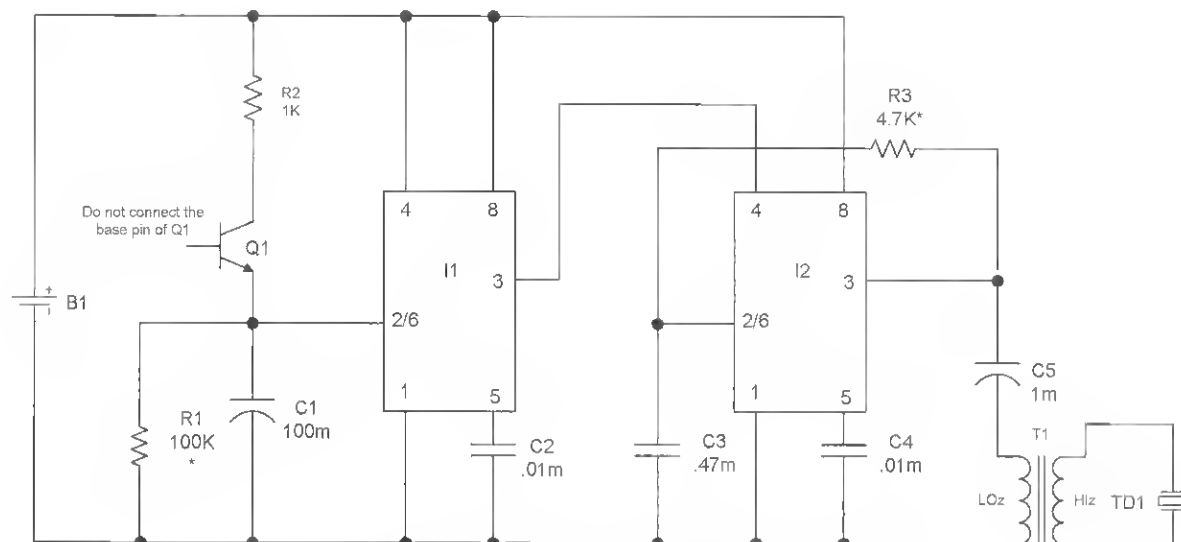 R2
1K
R3
4.7K*
Do not connect the
base pin of Q1
Q1
4
8
I1
3
2/6
1
5
4
8
I2
3
2/6
1
5
+
-
B1
R1
100K
*
C1
100m
C2
.01m
C3
.47m
C4
.01m
C5
1m
T1
LOz
HIz
TD1